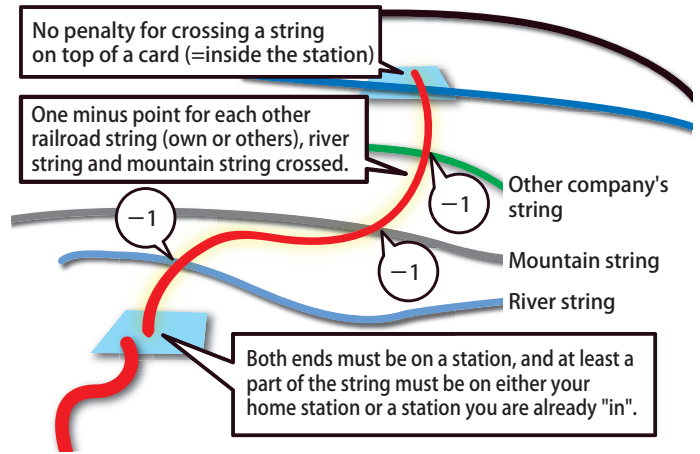 No penalty for crossing a string
on top of a card (=inside the station)
One minus point for each other
railroad string (own or others), river
string and mountain string crossed.
Other company's
string
−1
−1
−1
Mountain string
River string
Both ends must be on a station, and at least a
part of the string must be on either your
home station or a station you are already "in".